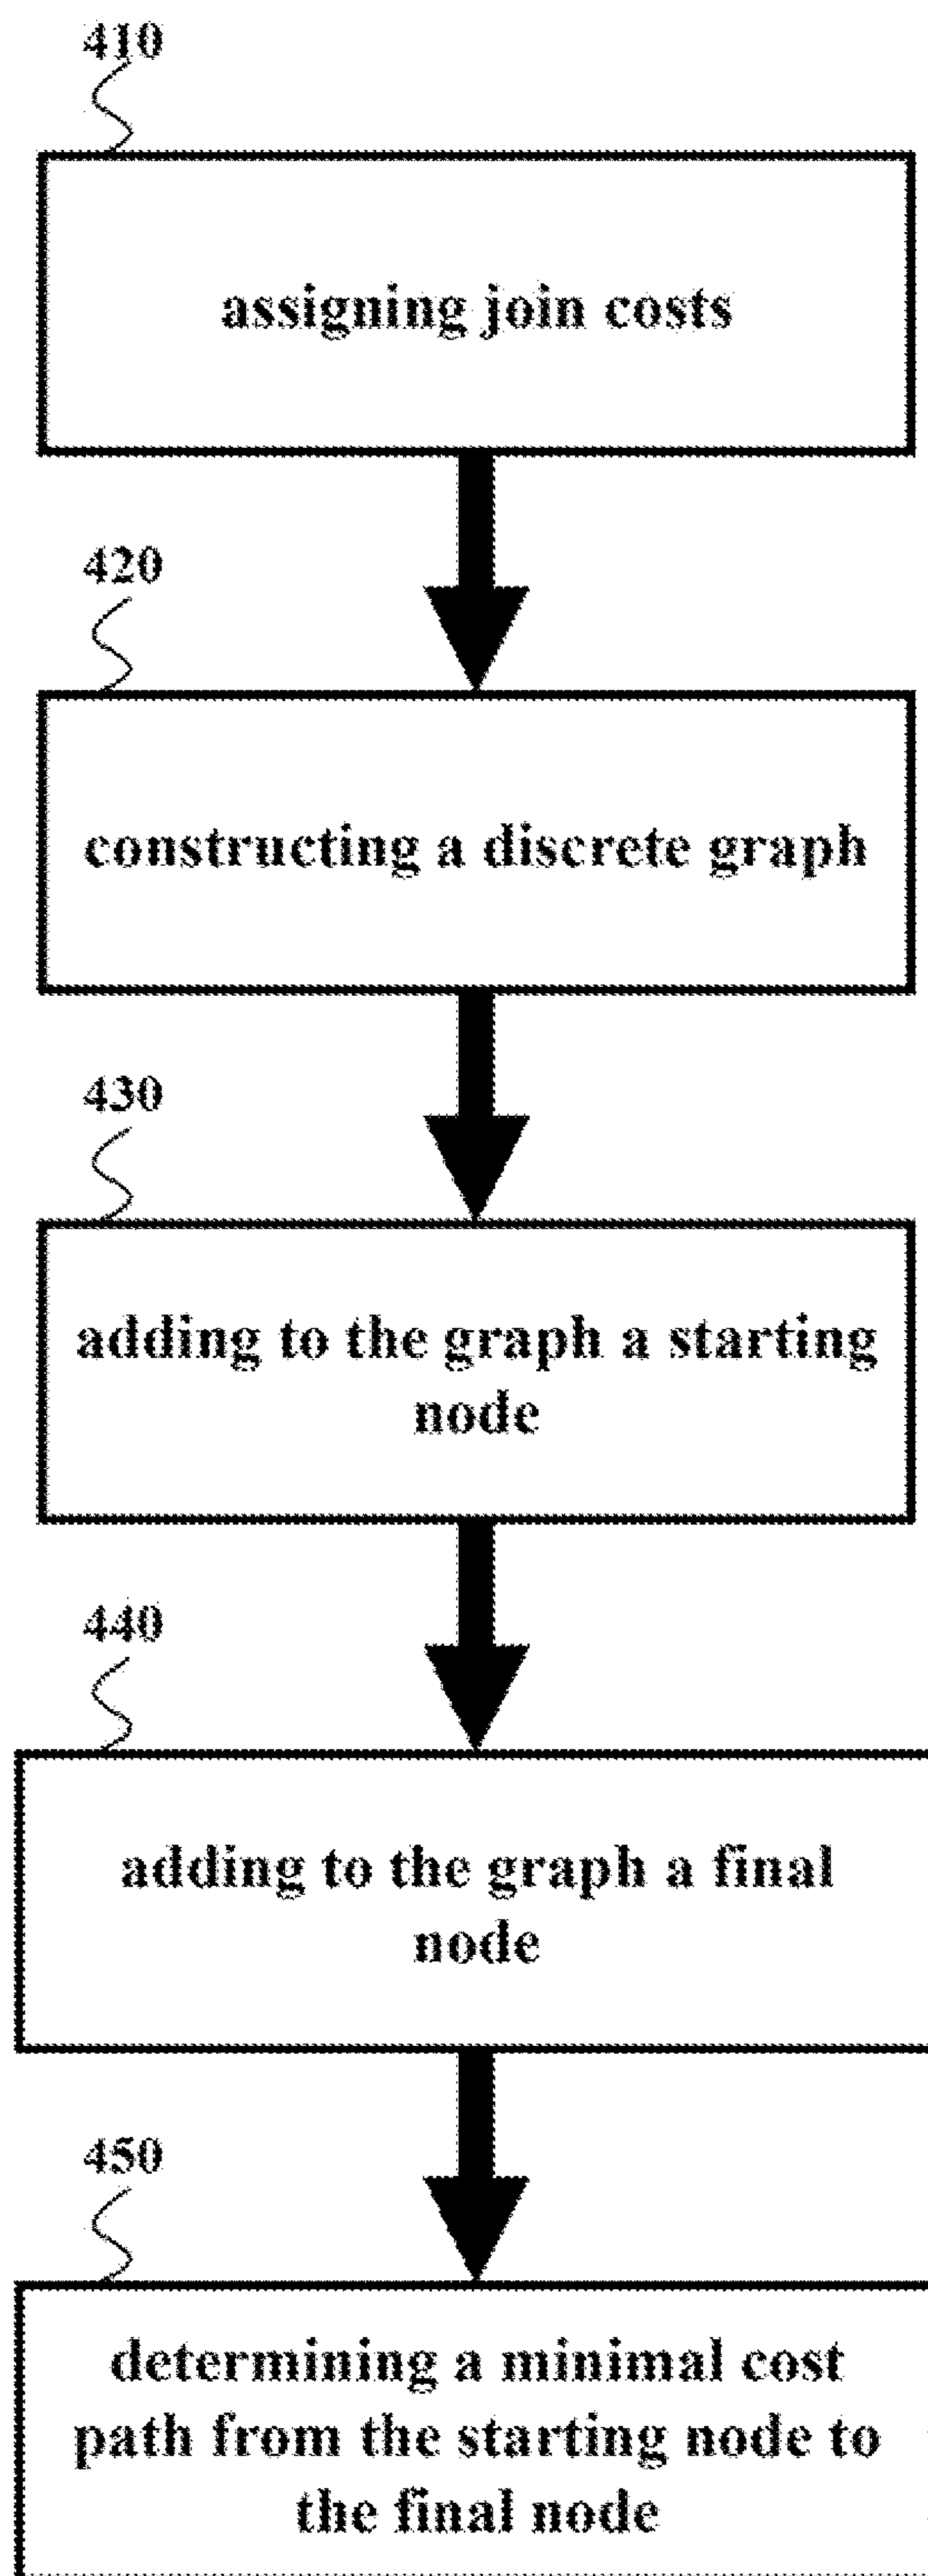 410
assigning join costs
420
constructing a discrete graph
430
adding to the graph a starting
node
440
adding to the graph a final
node
450
determining a minimal cost
path from the starting node to
the final node